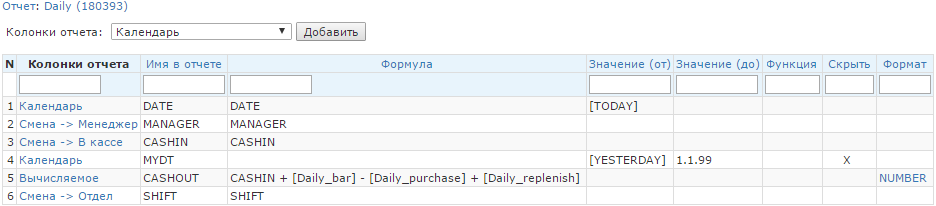 Отчет: Daily (180393)
Колонки отчета: Календарь Добавить
N Колонки отчета Имя в отчете Формула Значение (от) Значение (до) Функция Скрыть Формат
1 Календарь DATE DATE [TODAY]
2 Смена -> Менеджер MANAGER MANAGER
3 Смена -> В кассе CASHIN CASHIN
4 Календарь MYDT [YESTERDAY] 1.1.99 X
5 Вычисляемое CASHOUT CASHIN + [Daily_bar] - [Daily_purchase] + [Daily_replenish] NUMBER
6 Смена -> Отдел SHIFT SHIFT